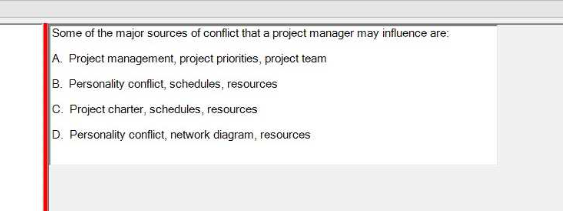 Some of the major sources of conflict that a project manager may influence are:
A. Project management, project priorities, project team
B. Personality conflict, schedules, resources
C. Project charter, schedules, resources
D. Personality conflict, network diagram, resources